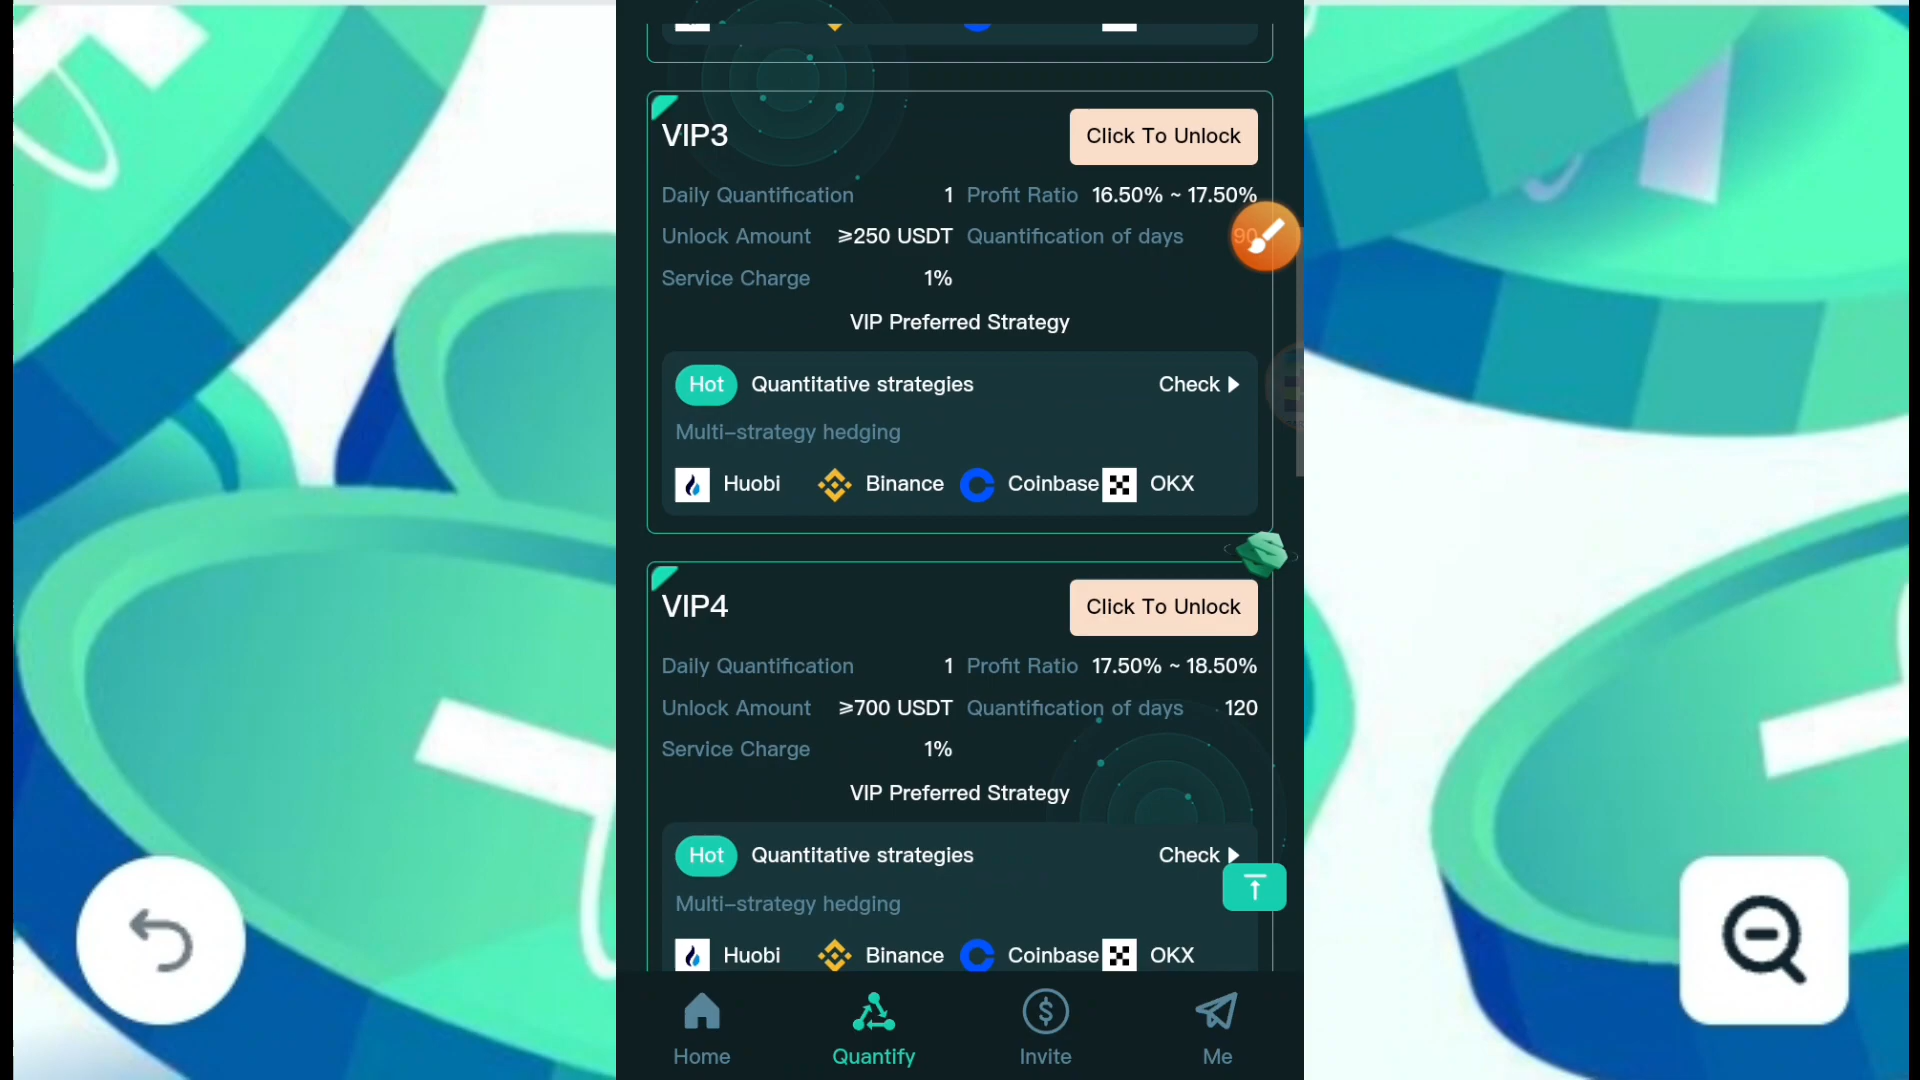 VIP3
Click To Unlock
Daily Quantification 1 Profit Ratio 16.50% ~ 17.50%
Unlock Amount ⩾250 USDT Quantification of days 90
Service Charge 1%
VIP Preferred Strategy
Hot Quantitative strategies Check
Multi-strategy hedging
Huobi Binance Coinbase OKX
VIP4
Click To Unlock
Daily Quantification 1 Profit Ratio 17.50% ~ 18.50%
Unlock Amount ⩾700 USDT Quantification of days 120
Service Charge 1%
VIP Preferred Strategy
Hot Quantitative strategies Check
Multi-strategy hedging
Huobi Binance Coinbase OKX
Home Quantify Invite Me